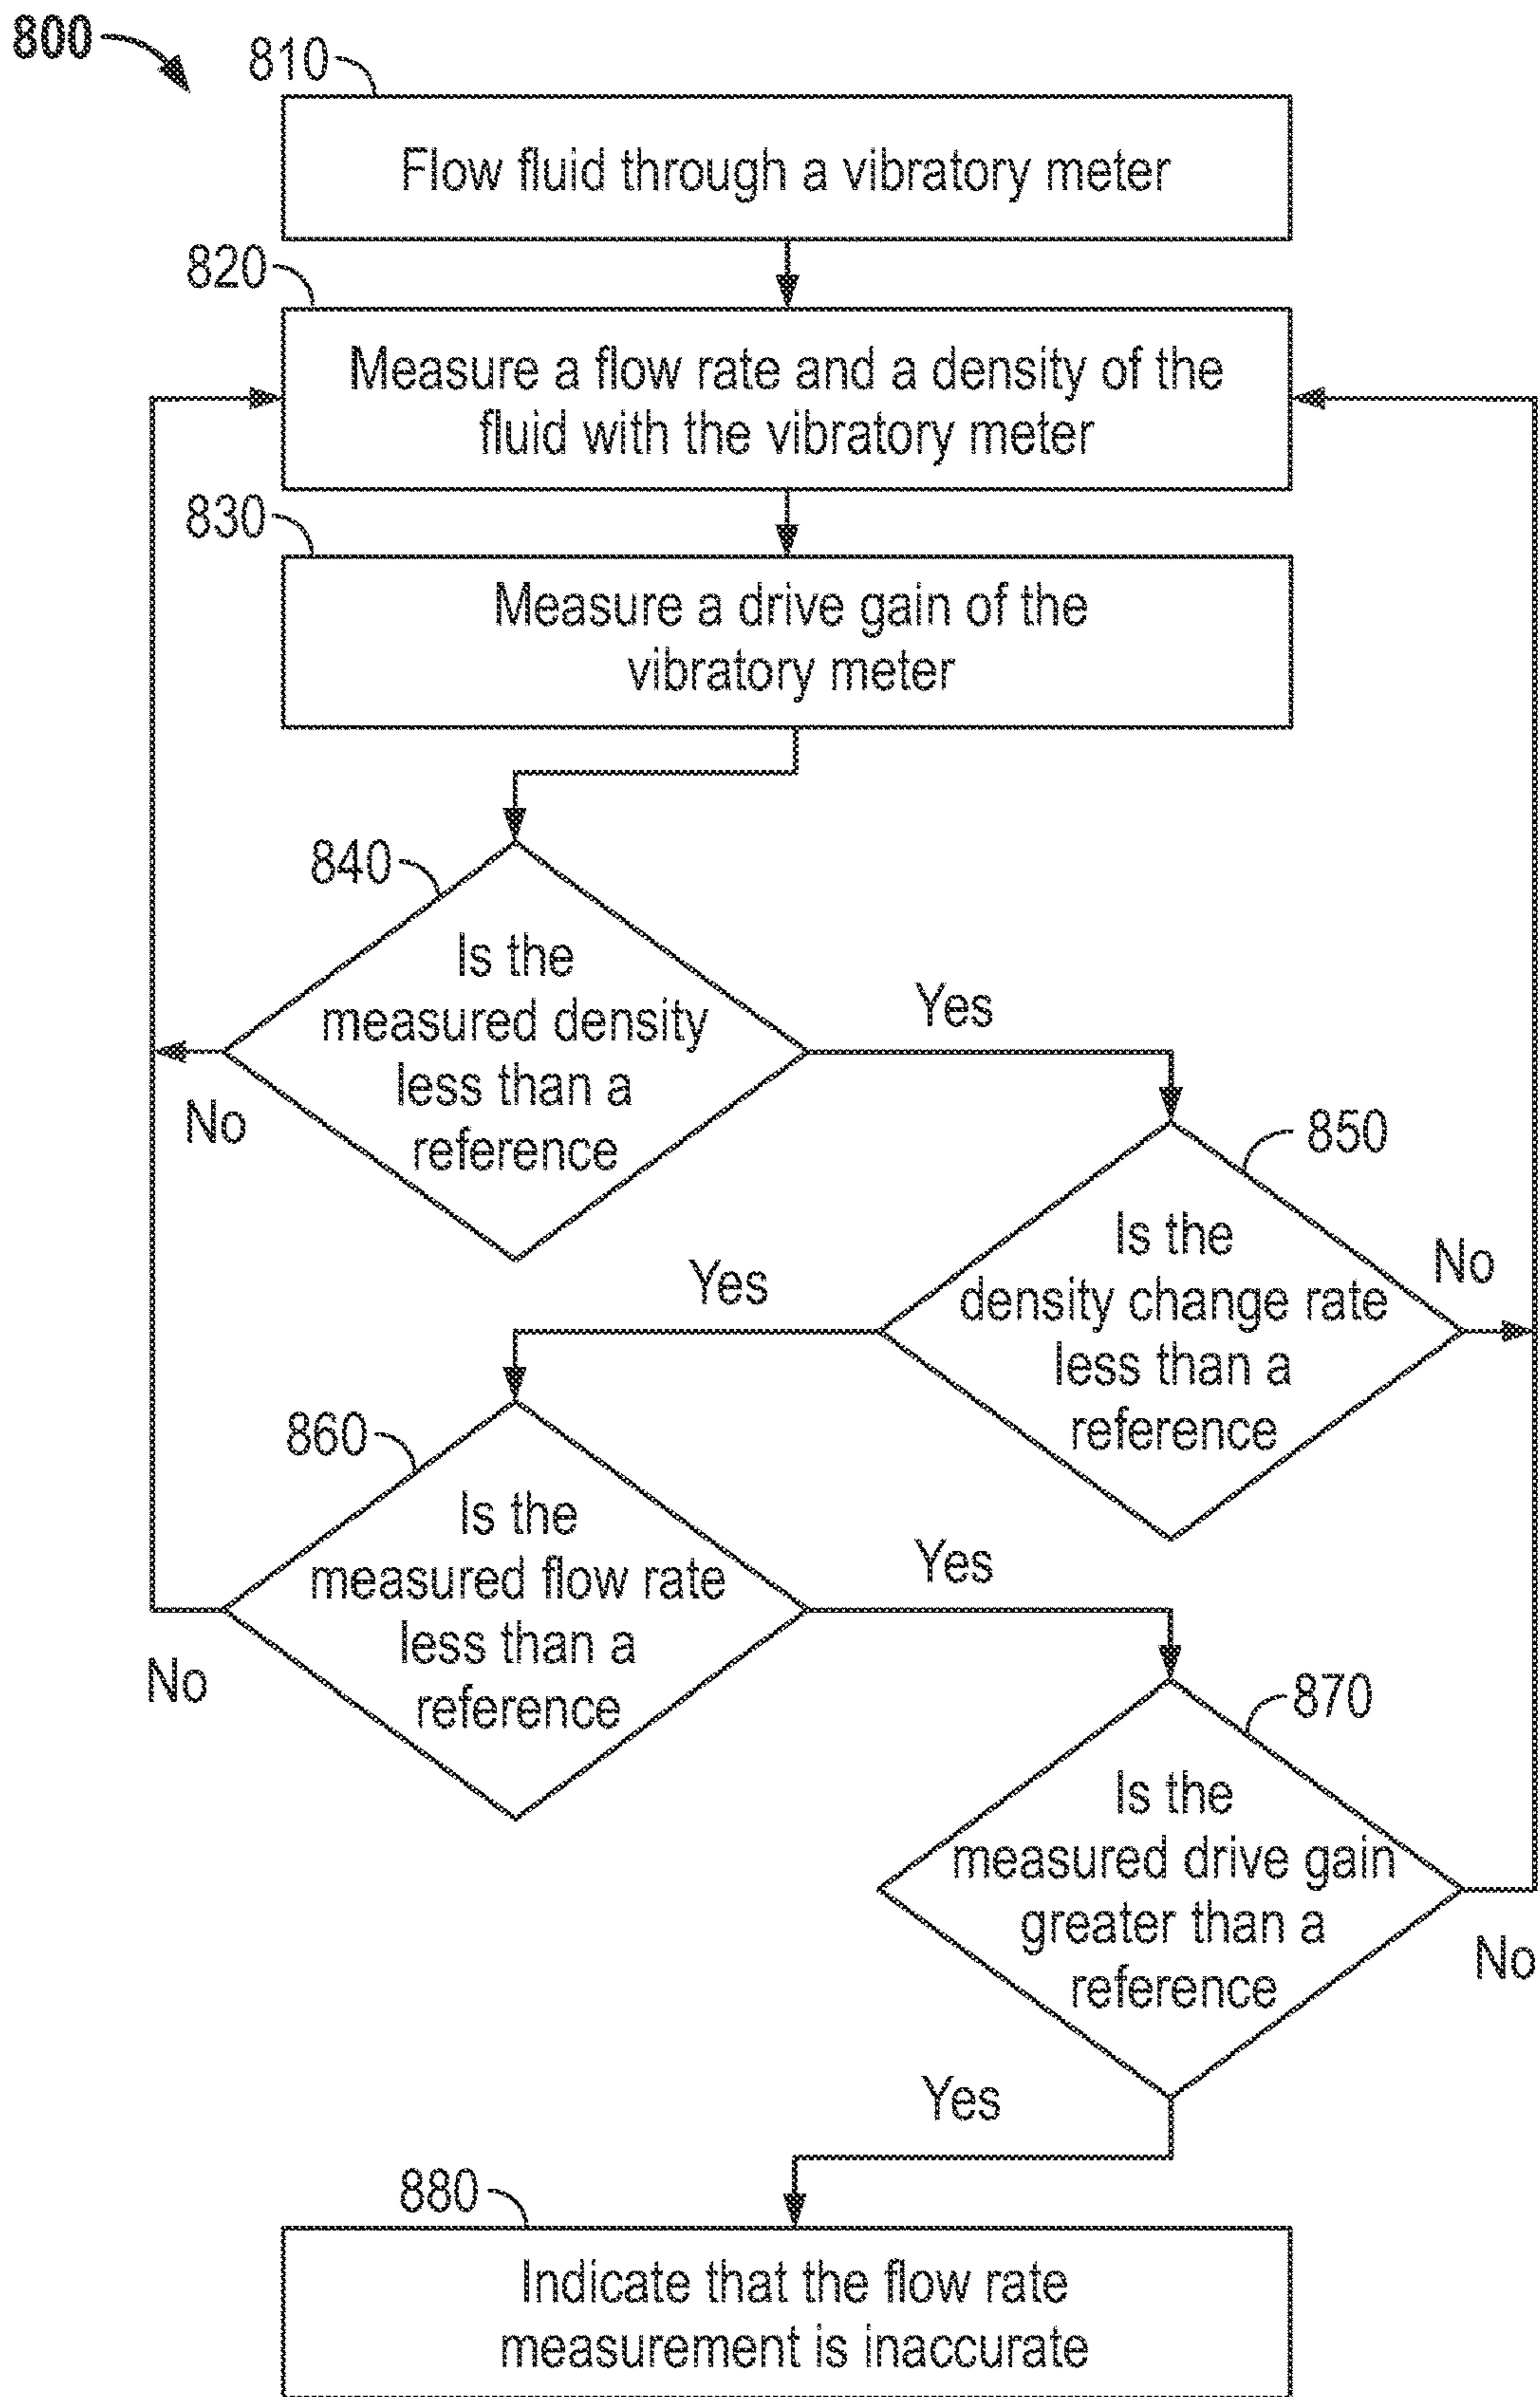 800
810
Flow fluid through a vibratory meter
820
Measure a flow rate and a density of the
fluid with the vibratory meter
830
Measure a drive gain of the
vibratory meter
840
Is the
measured density
less than a
reference
Yes
No
850
Is the
density change rate
less than a
reference
No
Yes
860
Is the
measured flow rate
less than a
reference
Yes
No
870
Is the
measured drive gain
greater than a
reference
No
Yes
880
Indicate that the flow rate
measurement is inaccurate